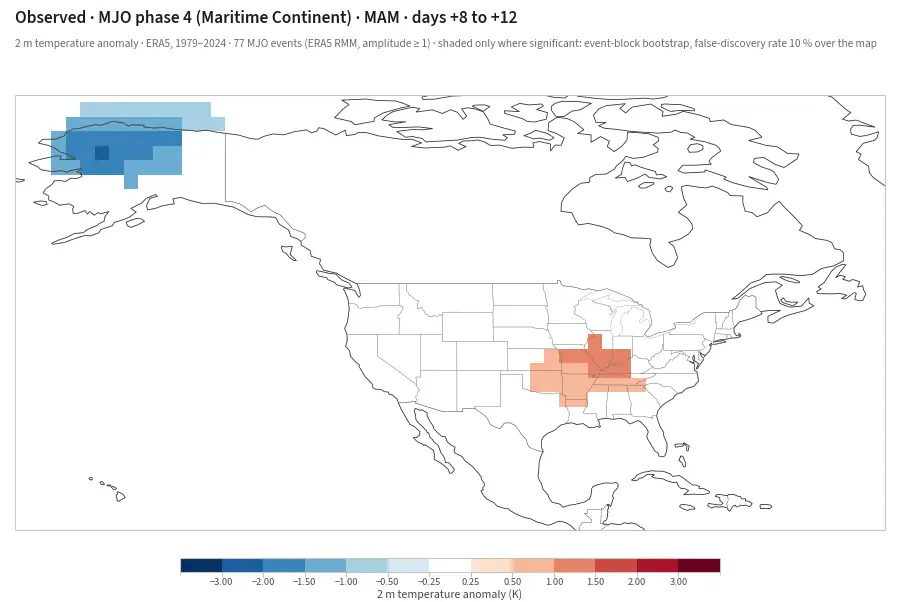 Observed · MJO phase 4 (Maritime Continent) · MAM · days +8 to +12
2 m temperature anomaly · ERA5, 1979–2024 · 77 MJO events (ERA5 RMM, amplitude ≥ 1) · shaded only where significant: event-block bootstrap, false-discovery rate 10 % over the map
−3.00 −2.00 −1.50 −1.00 −0.50 −0.25 0.25 0.50 1.00 1.50 2.00 3.00
2 m temperature anomaly (K)